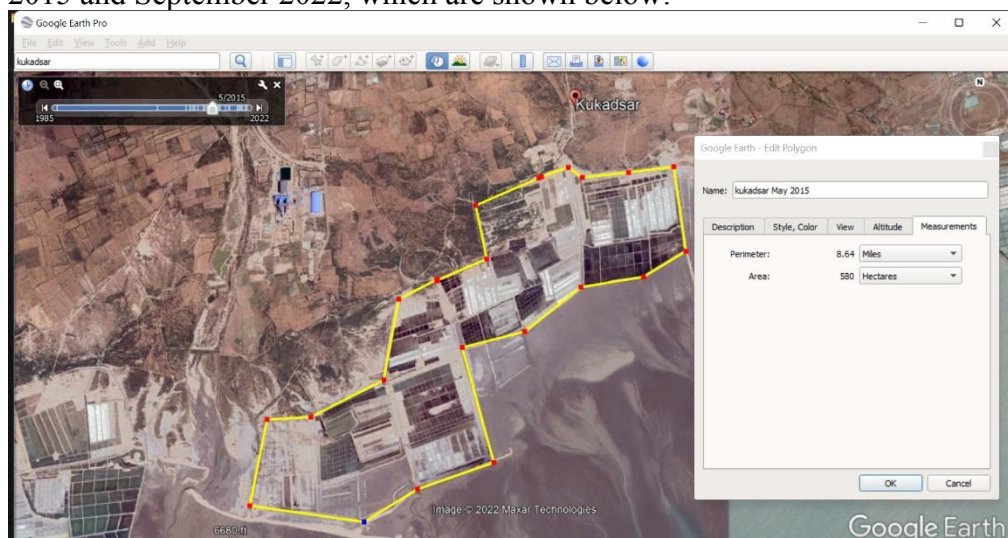 2015 and September 2022, which are shown below:
Google Earth Pro
File Edit View Tools Add Help
kukadsar
5/2015
1985 2022
Kukadsar
N
Google Earth - Edit Polygon
Name: kukadsar May 2015
Description Style, Color View Altitude Measurements
Perimeter: 8.64 Miles
Area: 580 Hectares
OK Cancel
6680 ft
Image © 2022 Maxar Technologies
Google Earth